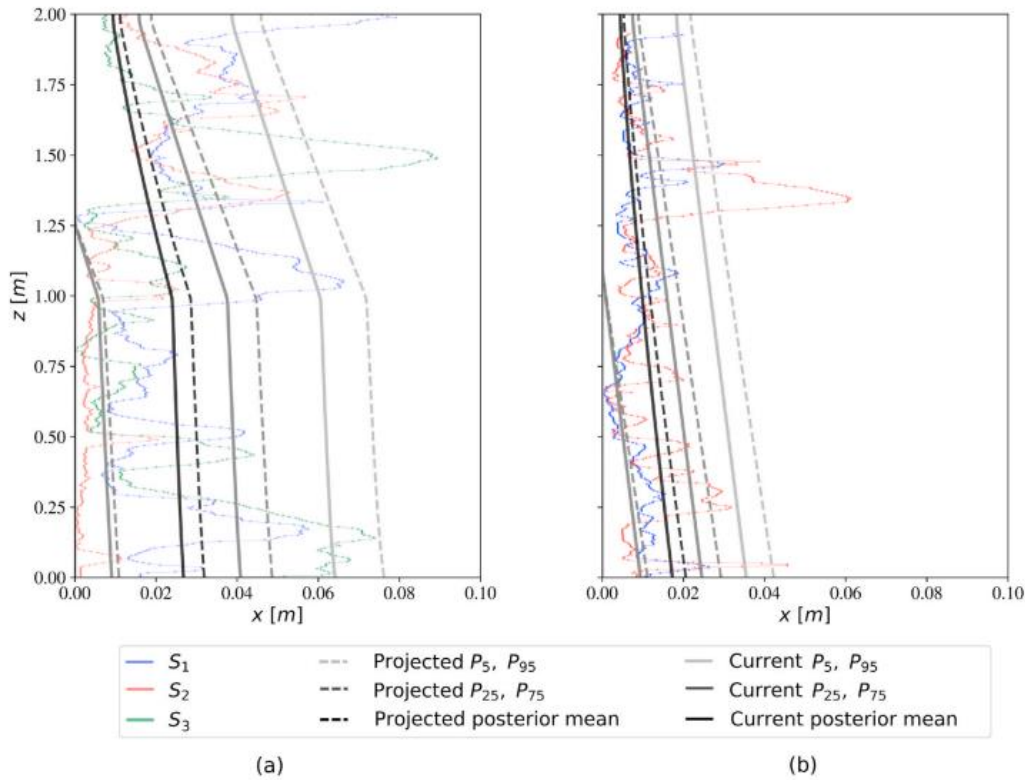 2.00
1.75
1.50
1.25
1.00
0.75
0.50
0.25
0.00
z [m]
0.00 0.02 0.04 0.06 0.08 0.10
x [m]
0.00 0.02 0.04 0.06 0.08 0.10
x [m]
S1 Projected P5, P95 Current P5, P95
S2 Projected P25, P75 Current P25, P75
S3 Projected posterior mean Current posterior mean
(a) (b)